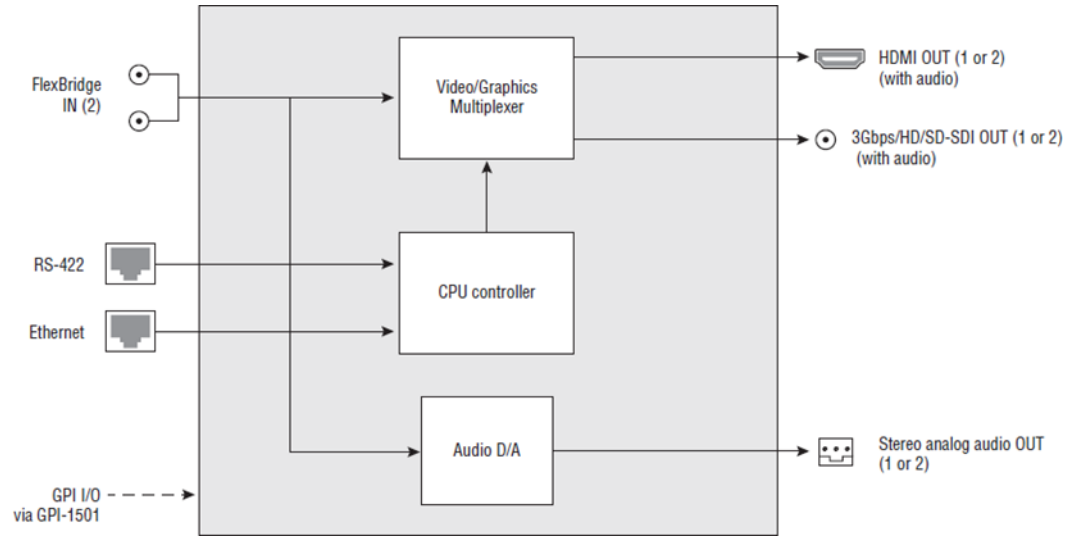 FlexBridge
IN (2)
Video/Graphics
Multiplexer
HDMI OUT (1 or 2)
(with audio)
3Gbps/HD/SD-SDI OUT (1 or 2)
(with audio)
RS-422
CPU controller
Ethernet
Audio D/A
Stereo analog audio OUT
(1 or 2)
GPI I/O
via GPI-1501